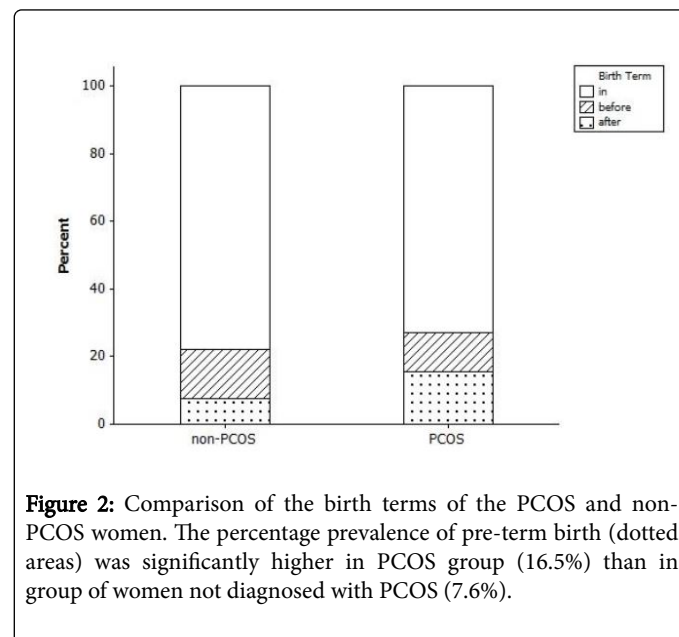 Birth Term
in
before
after
100
80
60
40
20
0
Percent
non-PCOS
PCOS
Figure 2: Comparison of the birth terms of the PCOS and non-
PCOS women. The percentage prevalence of pre-term birth (dotted
areas) was significantly higher in PCOS group (16.5%) than in
group of women not diagnosed with PCOS (7.6%).